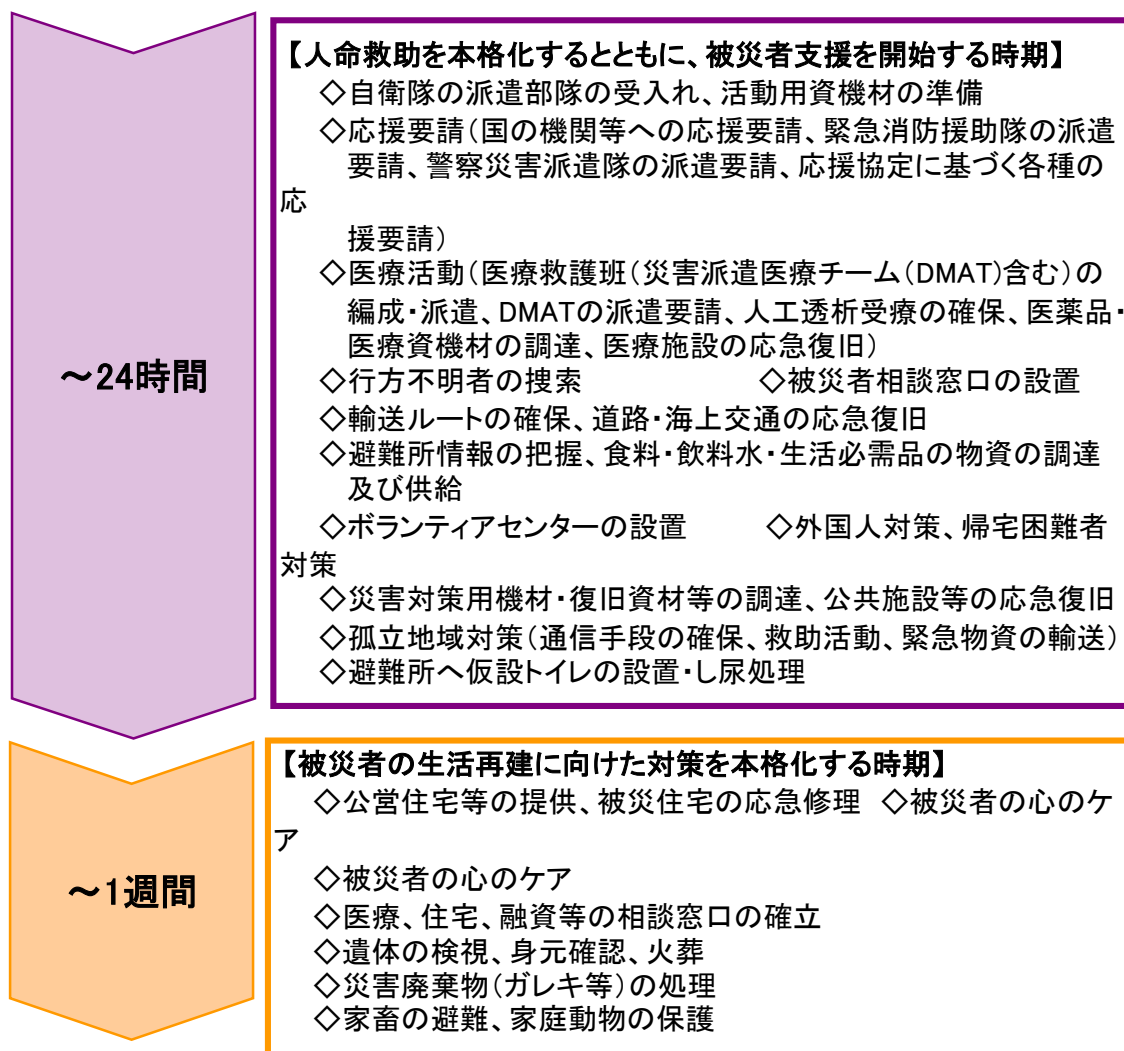 ～24時間
【人命救助を本格化するとともに、被災者支援を開始する時期】
◇自衛隊の派遣部隊の受入れ、活動用資機材の準備
◇応援要請（国の機関等への応援要請、緊急消防援助隊の派遣
要請、警察災害派遣隊の派遣要請、応援協定に基づく各種の
応
援要請）
◇医療活動（医療救護班（災害派遣医療チーム（DMAT）含む）の
編成・派遣、DMATの派遣要請、人工透析受療の確保、医薬品・
医療資機材の調達、医療施設の応急復旧）
◇行方不明者の捜索　◇被災者相談窓口の設置
◇輸送ルートの確保、道路・海上交通の応急復旧
◇避難所情報の把握、食料・飲料水・生活必需品の物資の調達
及び供給
◇ボランティアセンターの設置　◇外国人対策、帰宅困難者
対策
◇災害対策用機材・復旧資材等の調達、公共施設等の応急復旧
◇孤立地域対策（通信手段の確保、救助活動、緊急物資の輸送）
◇避難所へ仮設トイレの設置・し尿処理
～1週間
【被災者の生活再建に向けた対策を本格化する時期】
◇公営住宅等の提供、被災住宅の応急修理　◇被災者の心のケ
ア
◇被災者の心のケア
◇医療、住宅、融資等の相談窓口の確立
◇遺体の検視、身元確認、火葬
◇災害廃棄物（ガレキ等）の処理
◇家畜の避難、家庭動物の保護